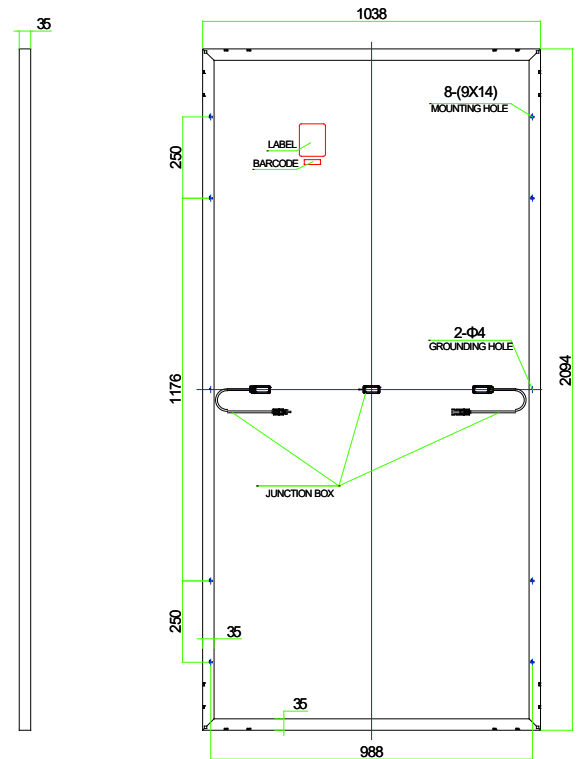 35
1038
8-(9X14)
MOUNTING HOLE
LABEL
BARCODE
250
2-Φ4
GROUNDING HOLE
2094
1176
JUNCTION BOX
250
35
35
988